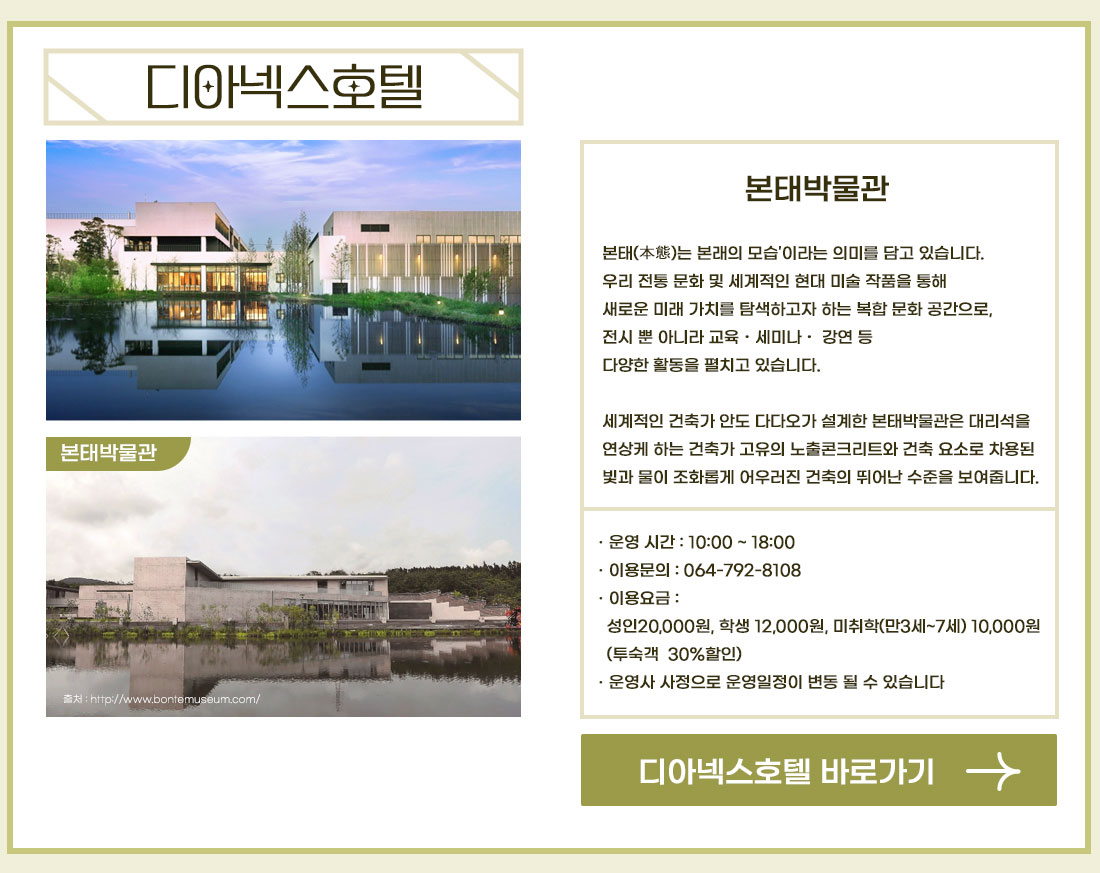 디아넥스호텔
본태박물관
출처 : http://www.bontemuseum.com/
본태박물관
본태(本態)는 본래의 모습'이라는 의미를 담고 있습니다.
우리 전통 문화 및 세계적인 현대 미술 작품을 통해
새로운 미래 가치를 탐색하고자 하는 복합 문화 공간으로,
전시 뿐 아니라 교육 · 세미나 · 강연 등
다양한 활동을 펼치고 있습니다.
세계적인 건축가 안도 다다오가 설계한 본태박물관은 대리석을
연상케 하는 건축가 고유의 노출콘크리트와 건축 요소로 차용된
빛과 물이 조화롭게 어우러진 건축의 뛰어난 수준을 보여줍니다.
· 운영 시간 : 10:00 ~ 18:00
· 이용문의 : 064-792-8108
· 이용요금 :
성인20,000원, 학생 12,000원, 미취학(만3세~7세) 10,000원
(투숙객 30%할인)
· 운영사 사정으로 운영일정이 변동 될 수 있습니다
디아넥스호텔 바로가기